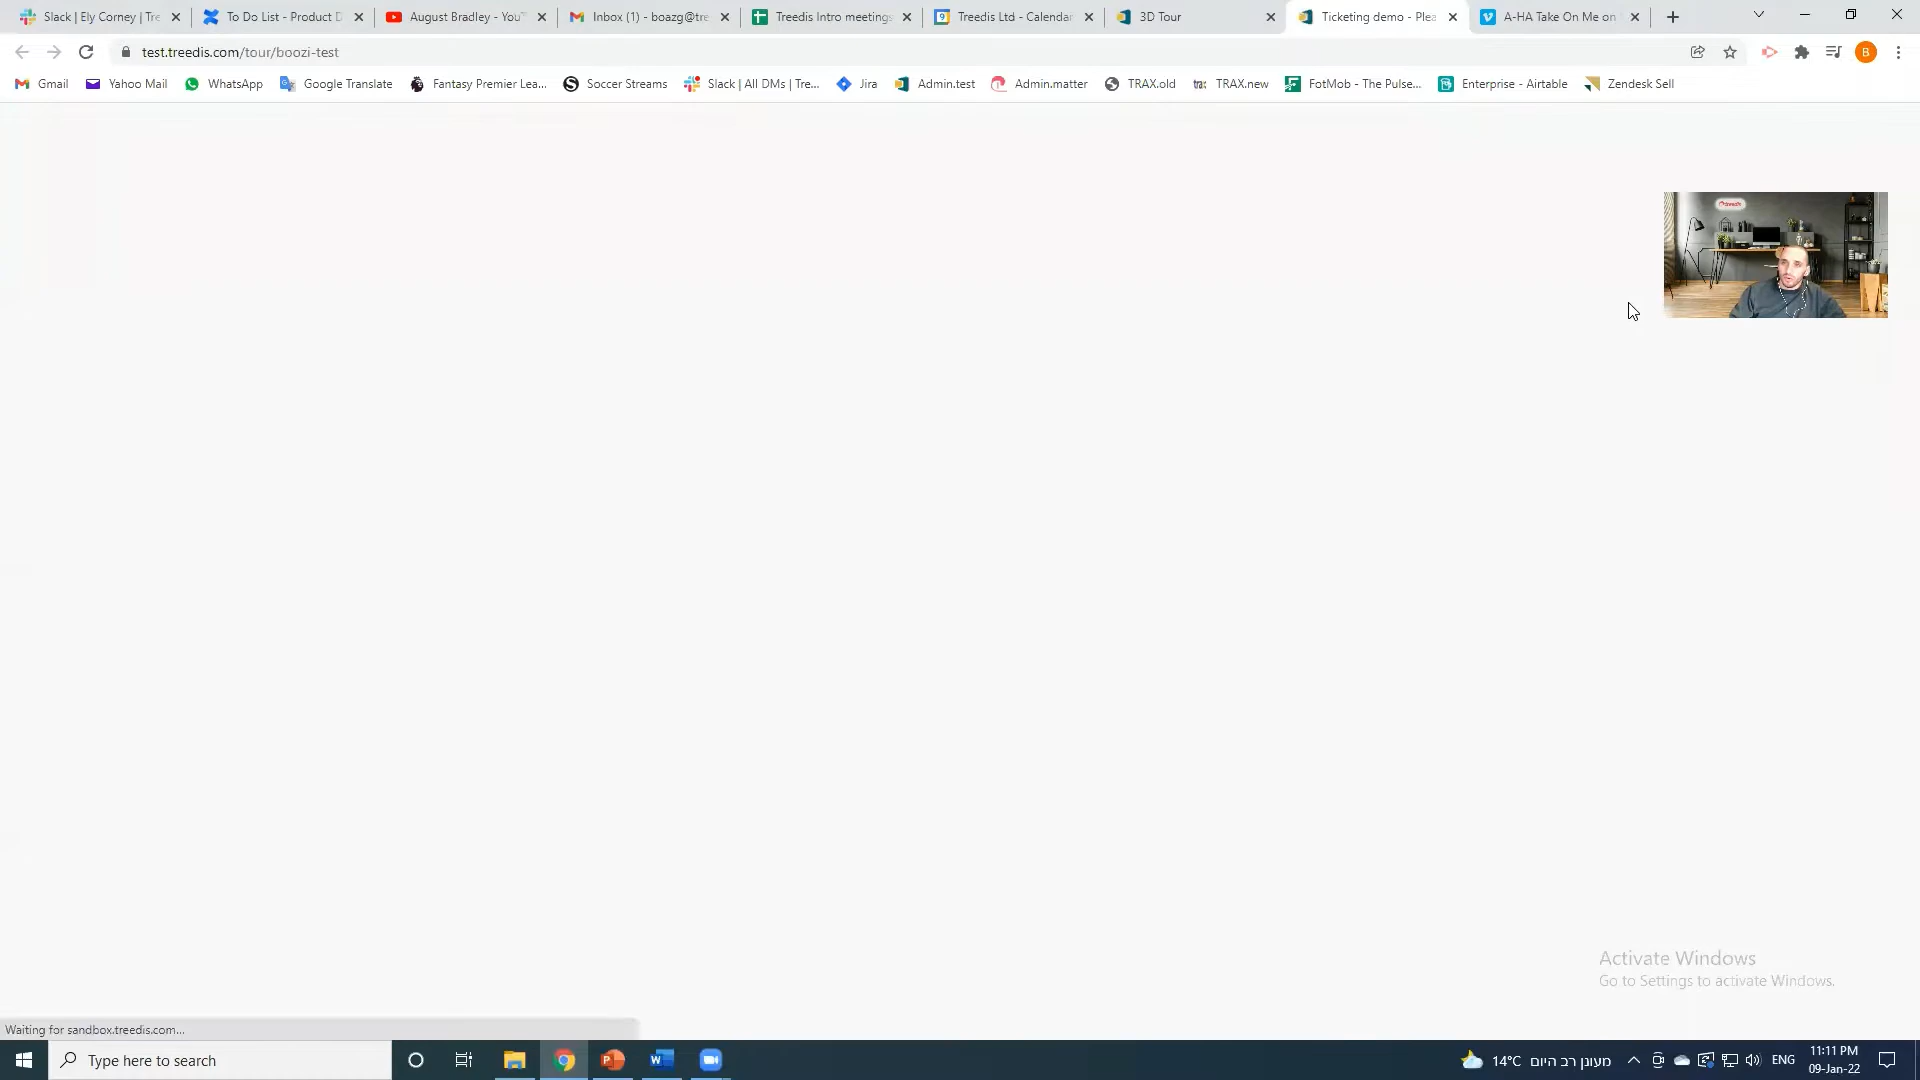 Slack | Ely Corney | Tre
To Do List - Product D
August Bradley - YouT
Inbox (1) - boazg@tre
Treedis Intro meetings
Treedis Ltd - Calendar
3D Tour
Ticketing demo - Plea
A-HA Take On Me on
test.treedis.com/tour/boozi-test
B
Gmail
Yahoo Mail
WhatsApp
Google Translate
Fantasy Premier Lea...
Soccer Streams
Slack | All DMs | Tre...
Jira
Admin.test
Admin.matter
TRAX.old
TRAX.new
FotMob - The Pulse...
Enterprise - Airtable
Zendesk Sell
Activate Windows
Go to Settings to activate Windows.
Waiting for sandbox.treedis.com...
Type here to search
14°C מעונן רב היום
ENG
11:11 PM
09-Jan-22